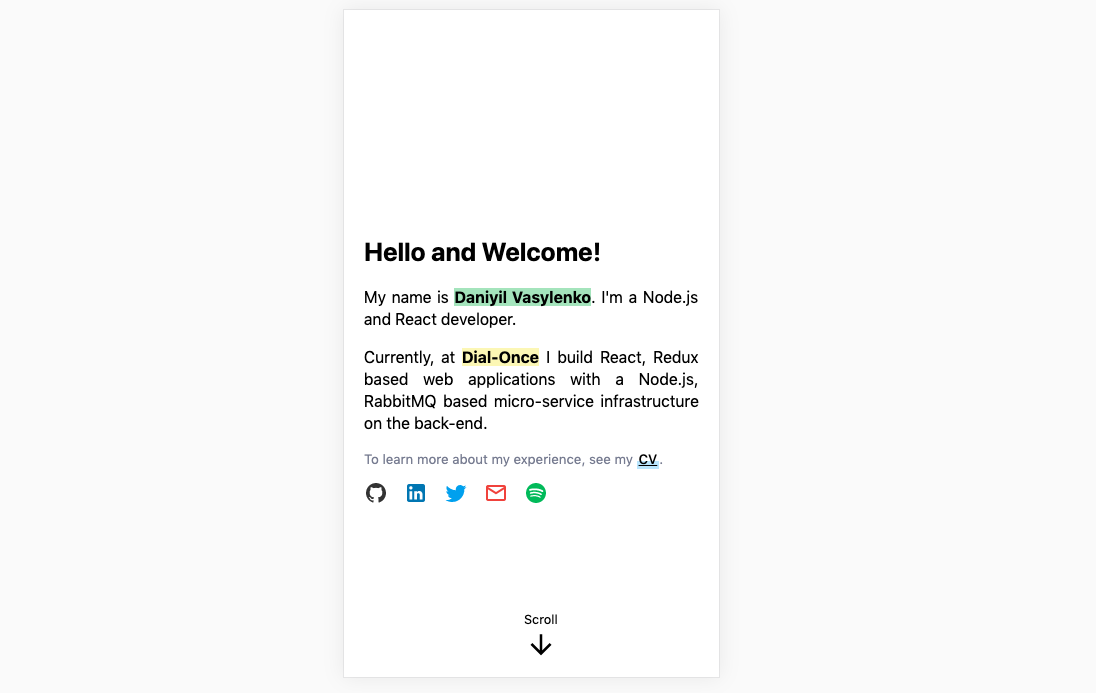 Hello and Welcome!
My name is Daniyil Vasylenko. I'm a Node.js
and React developer.
Currently, at Dial-Once I build React, Redux
based web applications with a Node.js,
RabbitMQ based micro-service infrastructure
on the back-end.
To learn more about my experience, see my CV.
in
Scroll